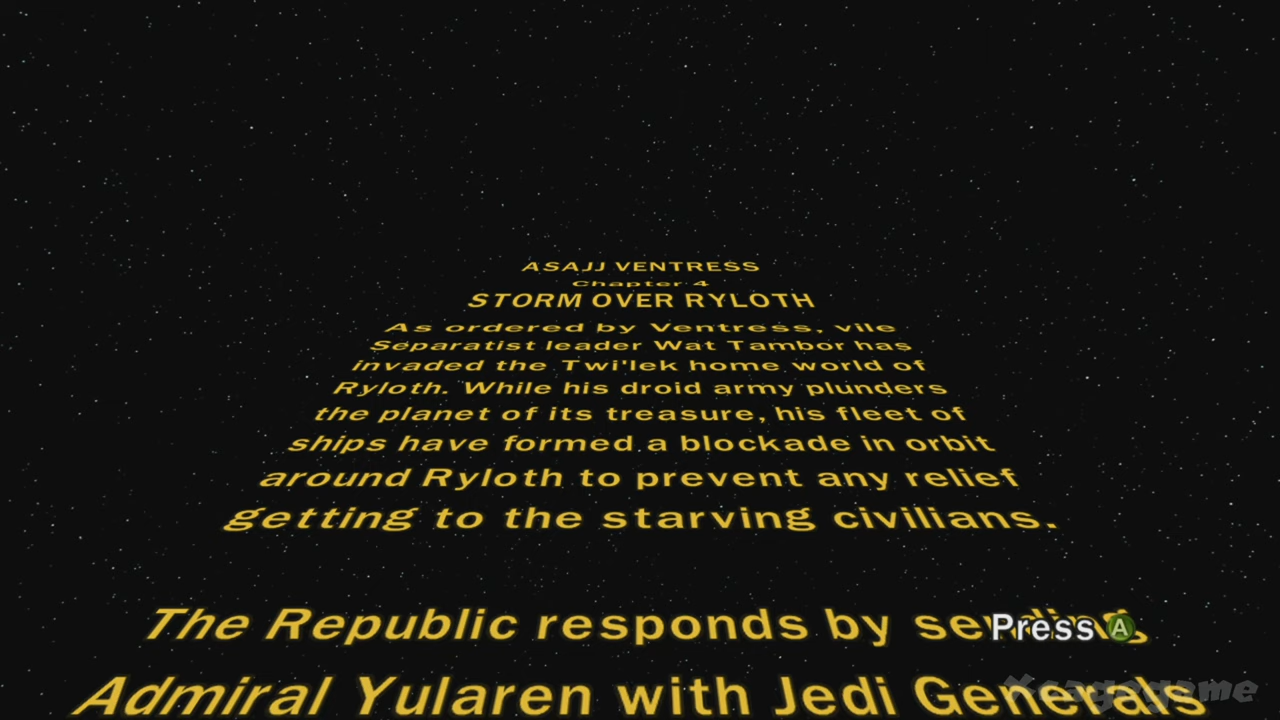 ASAJJ VENTRESS
Chapter 4
STORM OVER RYLOTH
As ordered by Ventress, vile
Separatist leader Wat Tambor has
invaded the Twi'lek home world of
Ryloth. While his droid army plunders
the planet of its treasure, his fleet of
ships have formed a blockade in orbit
around Ryloth to prevent any relief
getting to the starving civilians.
The Republic responds by sending
Press A
Admiral Yularen with Jedi Generals